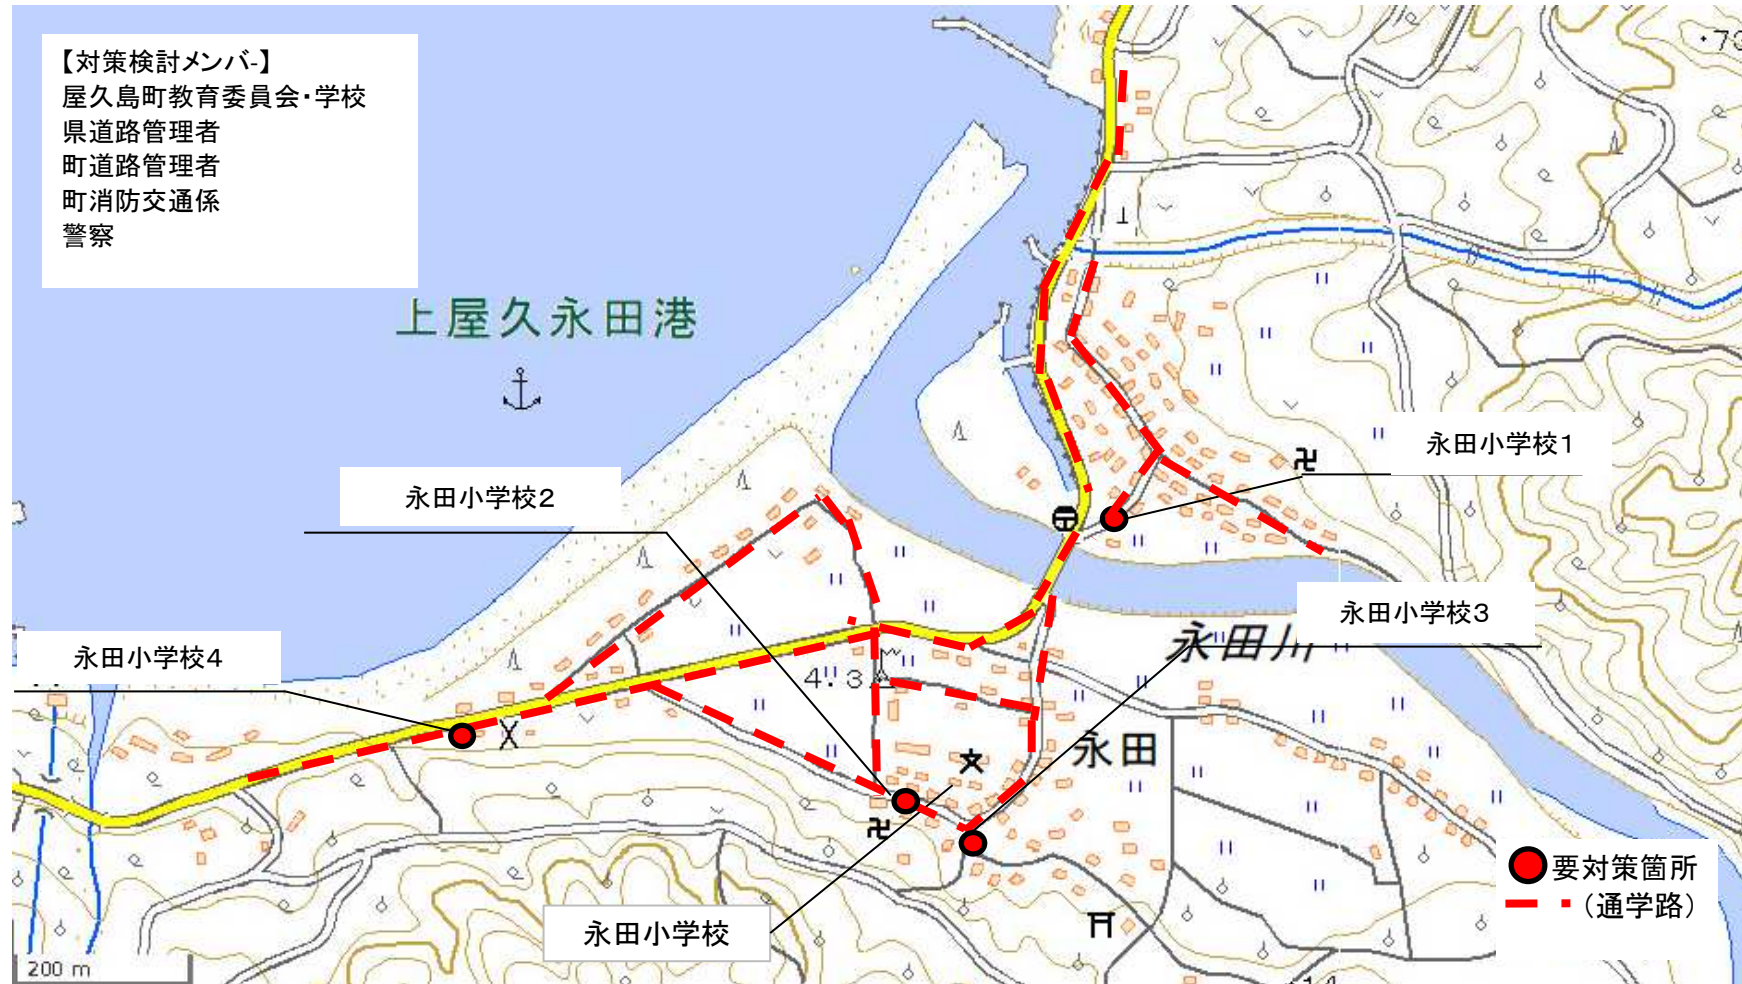 【対策検討メンバ-】
屋久島町教育委員会・学校
県道路管理者
町道路管理者
町消防交通係
警察
上屋久永田港
永田小学校1
永田小学校2
永田小学校3
永田川
永田小学校4
4.3
永田
永田小学校
要対策箇所
(通学路)
200 m